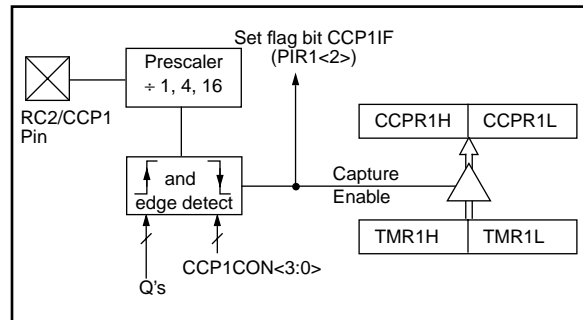 Set flag bit CCP1IF
(PIR1<2>)
Prescaler
÷ 1, 4, 16
RC2/CCP1
Pin
CCPR1H CCPR1L
and
edge detect
Capture
Enable
TMR1H TMR1L
CCP1CON<3:0>
Q's